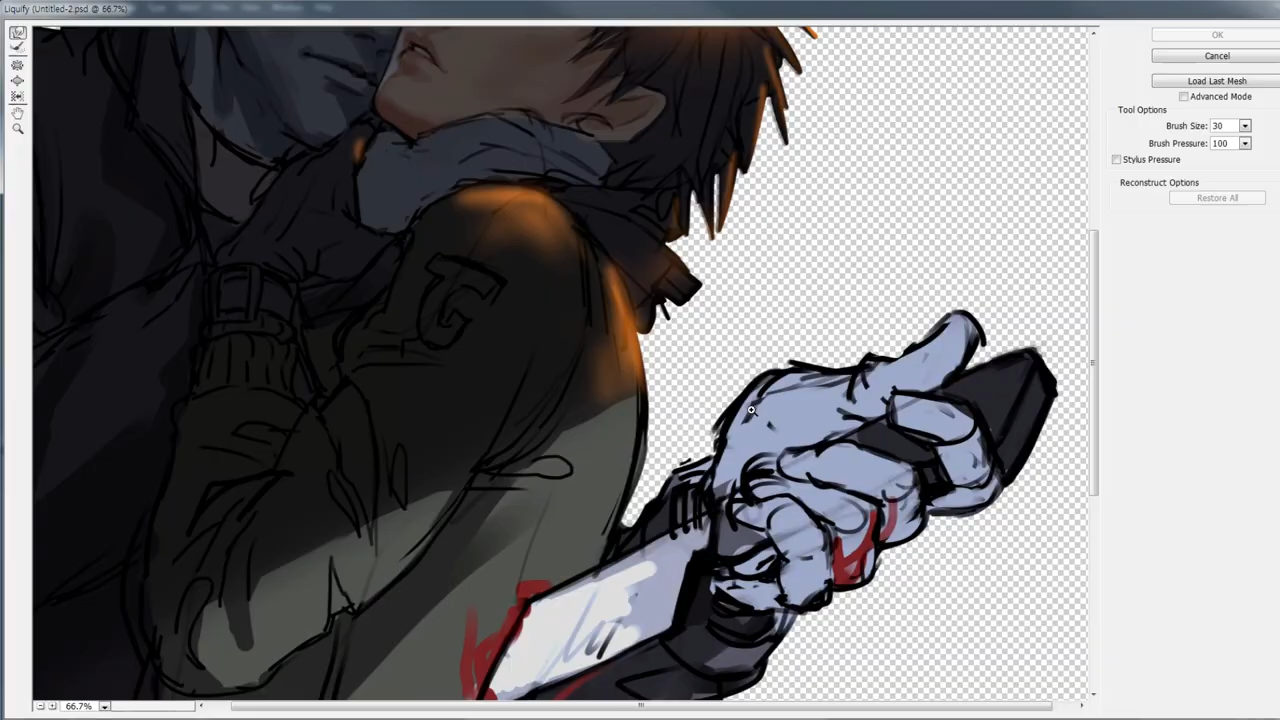 Liquify (Untitled-2.psd @ 66.7%)
OK
Cancel
Load Last Mesh
Advanced Mode
Tool Options
Brush Size: 30
Brush Pressure: 100
Stylus Pressure
Reconstruct Options
Restore All
66.7%